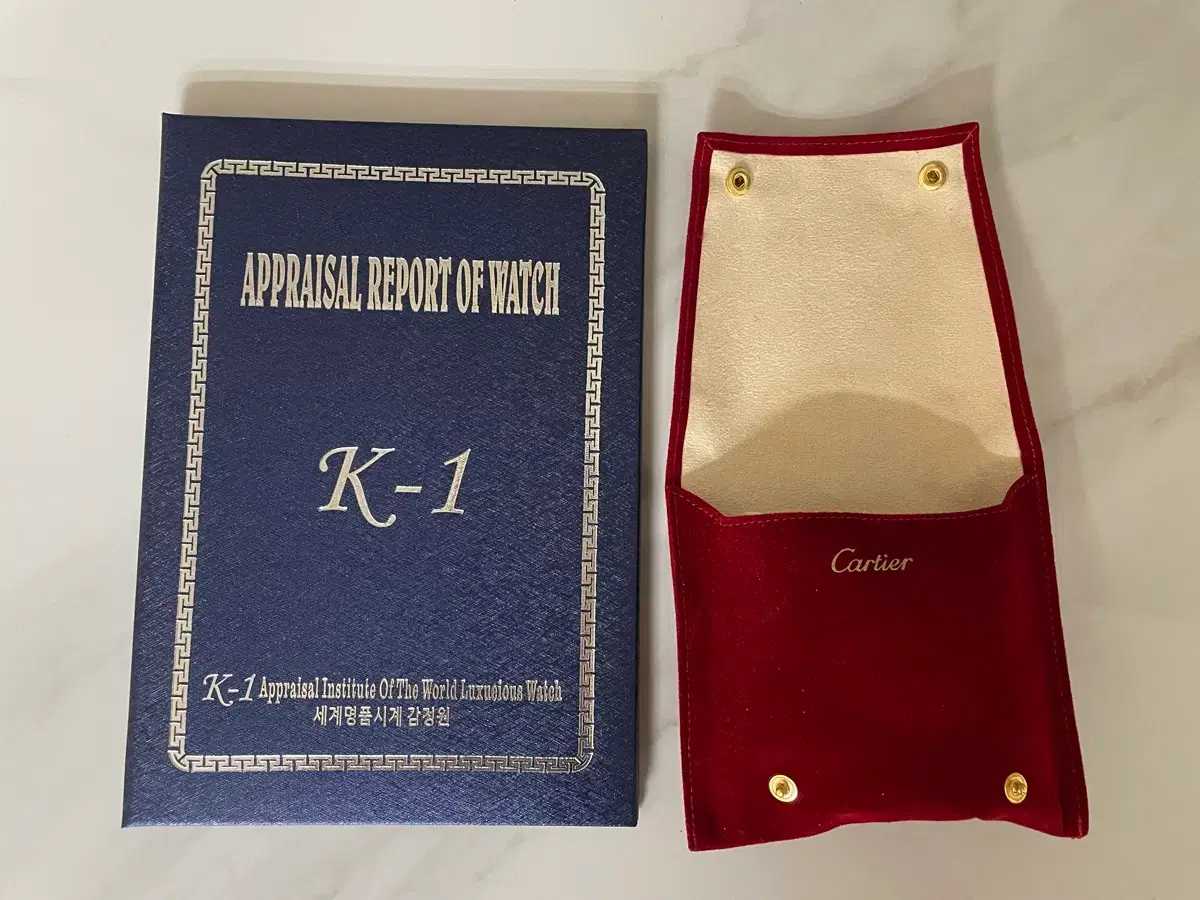 APPRAISAL REPORT OF WATCH
K-1
K-1 Appraisal Institute Of The World Luxueious Watch
세계명품시계 감정원
Cartier